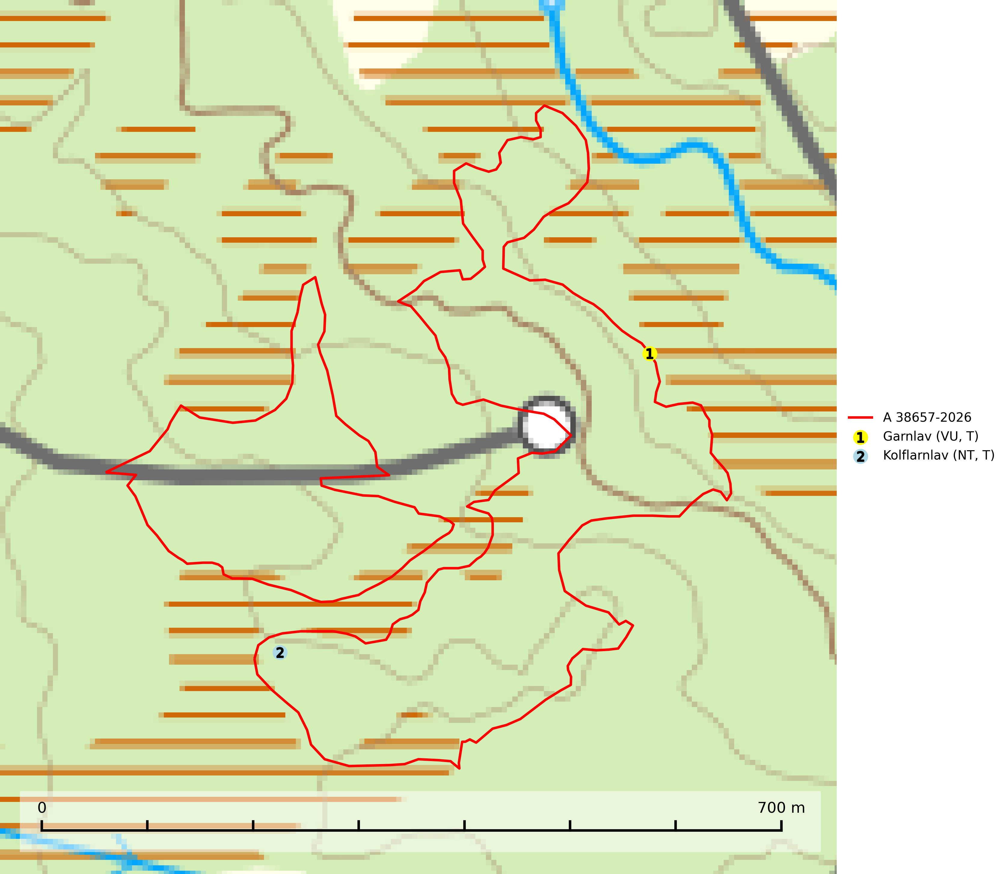 1
A 38657-2026
1 Garnlav (VU, T)
2 Kolflarnlav (NT, T)
2
0 700 m